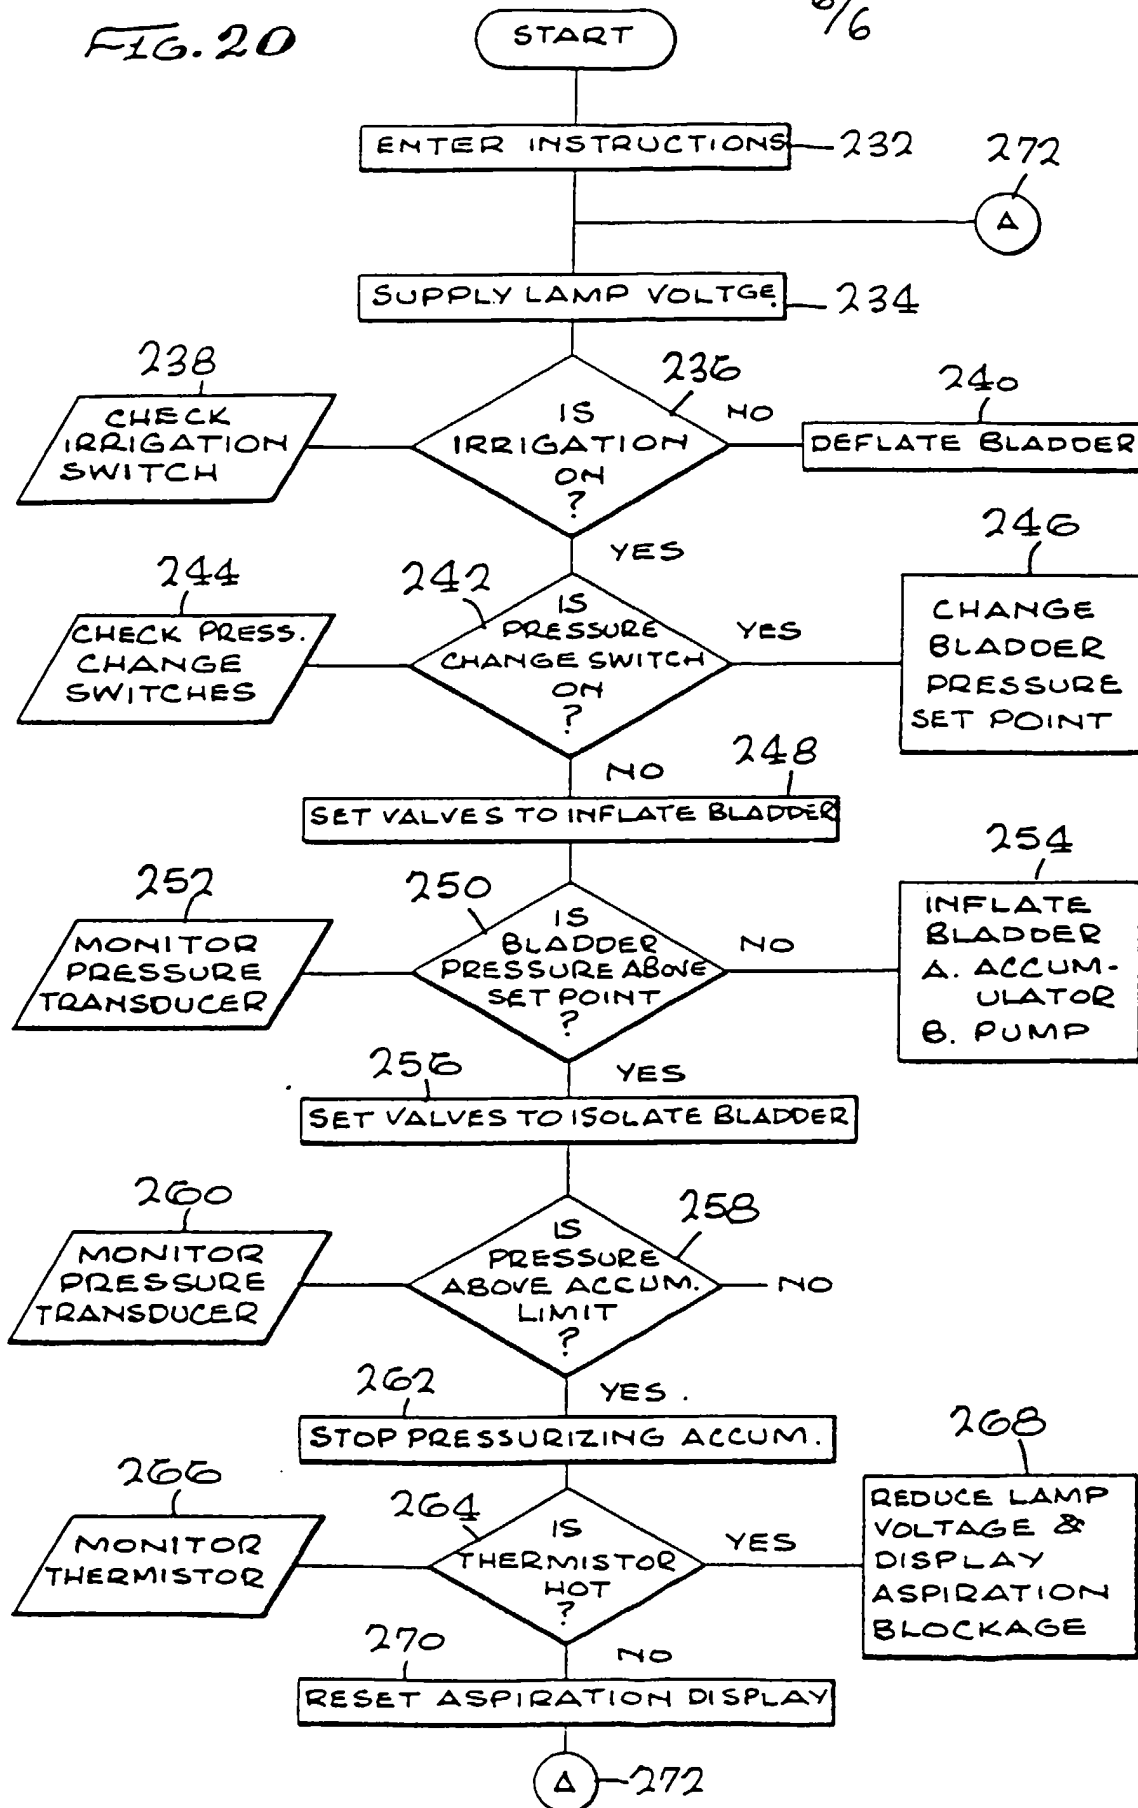 FIG. 20
6/6
START
ENTER INSTRUCTIONS
232
272
A
SUPPLY LAMP VOLTGE.
234
238
CHECK
IRRIGATION
SWITCH
236
IS
IRRIGATION
ON
?
NO
240
DEFLATE BLADDER
YES
244
CHECK PRESS.
CHANGE
SWITCHES
242
IS
PRESSURE
CHANGE SWITCH
ON
?
YES
246
CHANGE
BLADDER
PRESSURE
SET POINT
NO
248
SET VALVES TO INFLATE BLADDER
252
MONITOR
PRESSURE
TRANSDUCER
250
IS
BLADDER
PRESSURE ABOVE
SET POINT
?
NO
254
INFLATE
BLADDER
A. ACCUM-
ULATOR
B. PUMP
YES
256
SET VALVES TO ISOLATE BLADDER
260
MONITOR
PRESSURE
TRANSDUCER
258
IS
PRESSURE
ABOVE ACCUM.
LIMIT
?
NO
YES.
262
STOP PRESSURIZING ACCUM.
266
MONITOR
THERMISTOR
264
IS
THERMISTOR
HOT
?
YES
268
REDUCE LAMP
VOLTAGE &
DISPLAY
ASPIRATION
BLOCKAGE
NO
270
RESET ASPIRATION DISPLAY
A
272